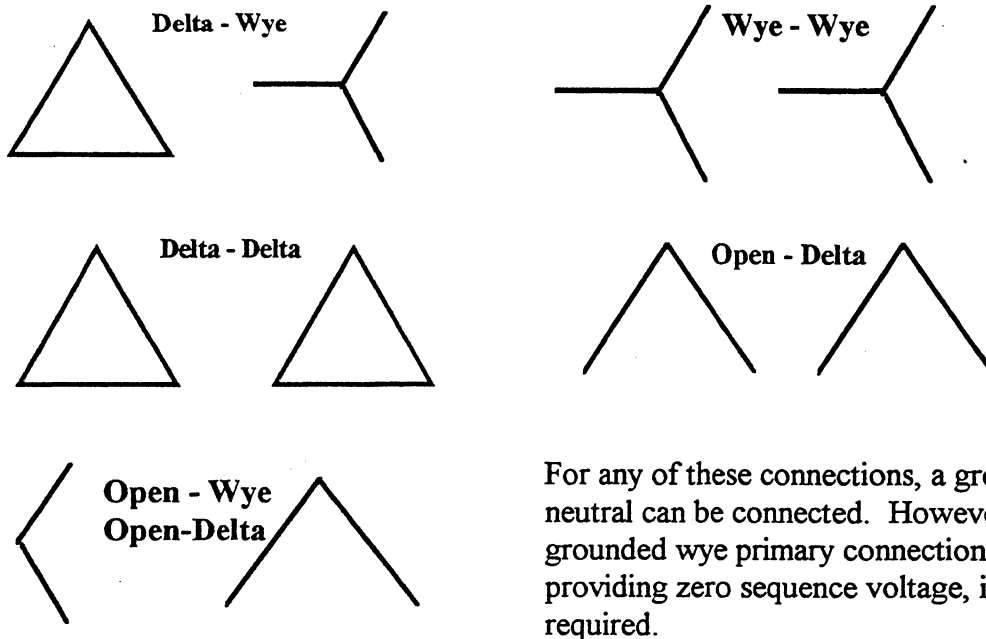 Delta - Wye
Wye - Wye
Delta - Delta
Open - Delta
Open - Wye
Open-Delta
For any of these connections, a
neutral can be connected.
grounded wye primary connection
providing zero sequence voltage,
required.